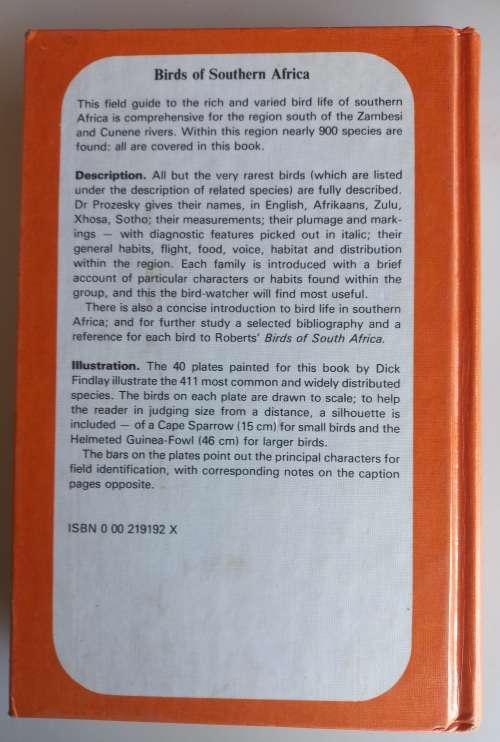 Birds of Southern Africa
This field guide to the rich and varied bird life of southern
Africa is comprehensive for the region south of the Zambesi
and Cunene rivers. Within this region nearly 900 species are
found: all are covered in this book.
Description. All but the very rarest birds (which are listed
under the description of related species) are fully described.
Dr Prozesky gives their names, in English, Afrikaans, Zulu,
Xhosa, Sotho; their measurements; their plumage and mark-
ings — with diagnostic features picked out in italic; their
general habits, flight, food, voice, habitat and distribution
within the region. Each family is introduced with a brief
account of particular characters or habits found within the
group, and this the bird-watcher will find most useful.
There is also a concise introduction to bird life in southern
Africa; and for further study a selected bibliography and a
reference for each bird to Roberts' Birds of South Africa.
Illustration. The 40 plates painted for this book by Dick
Findlay illustrate the 411 most common and widely distributed
species. The birds on each plate are drawn to scale; to help
the reader in judging size from a distance, a silhouette is
included — of a Cape Sparrow (15 cm) for small birds and the
Helmeted Guinea-Fowl (46 cm) for larger birds.
The bars on the plates point out the principal characters for
field identification, with corresponding notes on the caption
pages opposite.
ISBN 0 00 219192 X